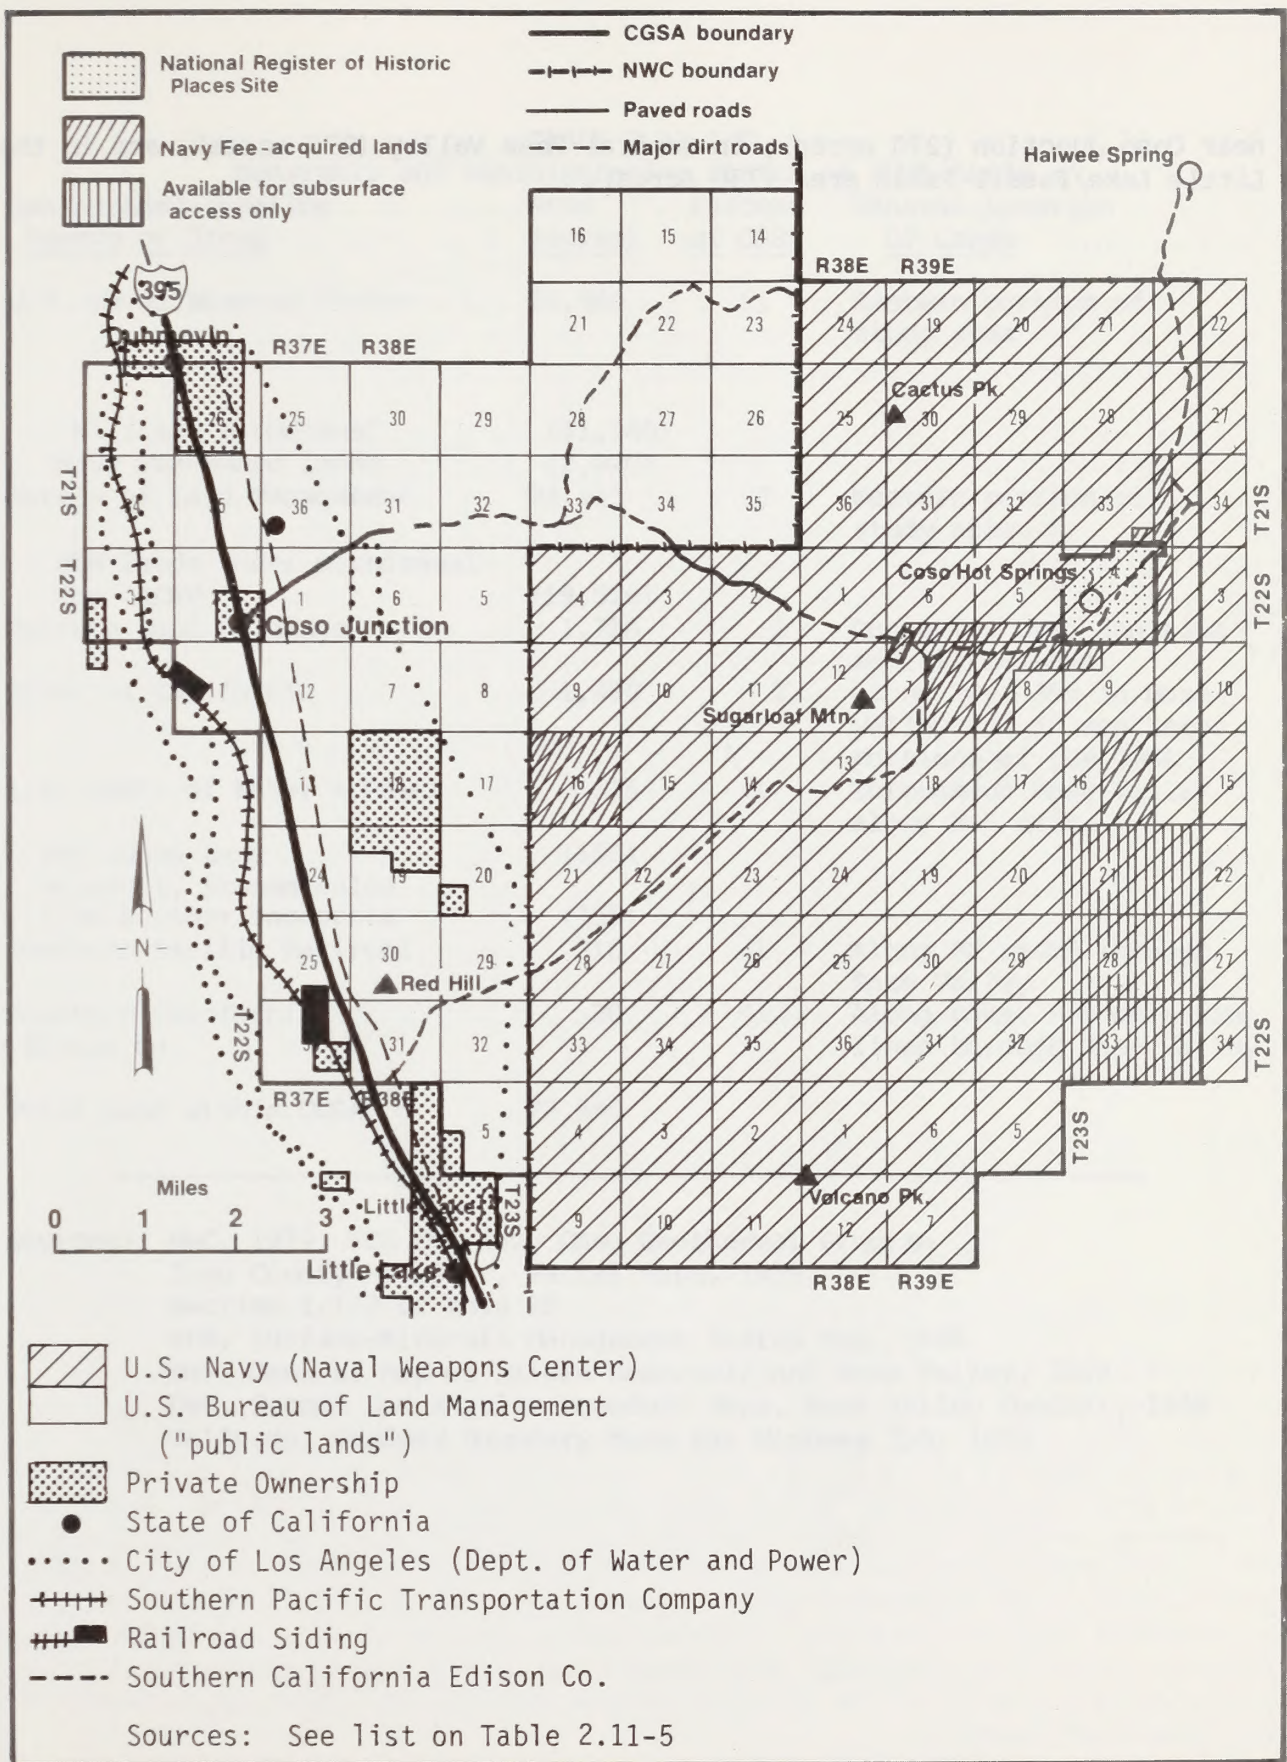 National Register of Historic
Places Site
Navy Fee-acquired lands
Available for subsurface
access only
CGSA boundary
NWC boundary
Paved roads
Major dirt roads
Haiwee Spring
16 15 14
R38E R39E
395
Dunmovin
R37E R38E
21 22 23 24 19 20 21 22
Cactus Pk.
26 25 30 29 28 27 26 25 30 29 28 27
T21S
36 31 32 33 34 35 36 31 32 33 34
T21S
T22S
Coso Hot Springs
3 1 6 5 4 3 2 1 6 5 4 3
T22S
Coso Junction
11 12 7 8 9 10 11 12 7 8 9 10
Sugarloaf Mtn.
13 18 17 16 15 14 13 18 17 16 15
24 19 20 21 22 23 24 19 20 21 22
N
25 30 29 28 27 26 25 30 29 28 27
Red Hill
T22S
31 32 33 34 35 36 31 32 33 34
T22S
R37E R38E
5 4 3 2 1 6 5
T23S
Miles
0 1 2 3
Little Lake
T23S
Volcano Pk.
9 10 11 12 7
Little Lake
R38E R39E
U.S. Navy (Naval Weapons Center)
U.S. Bureau of Land Management
("public lands")
Private Ownership
State of California
City of Los Angeles (Dept. of Water and Power)
Southern Pacific Transportation Company
Railroad Siding
Southern California Edison Co.
Sources: See list on Table 2.11-5